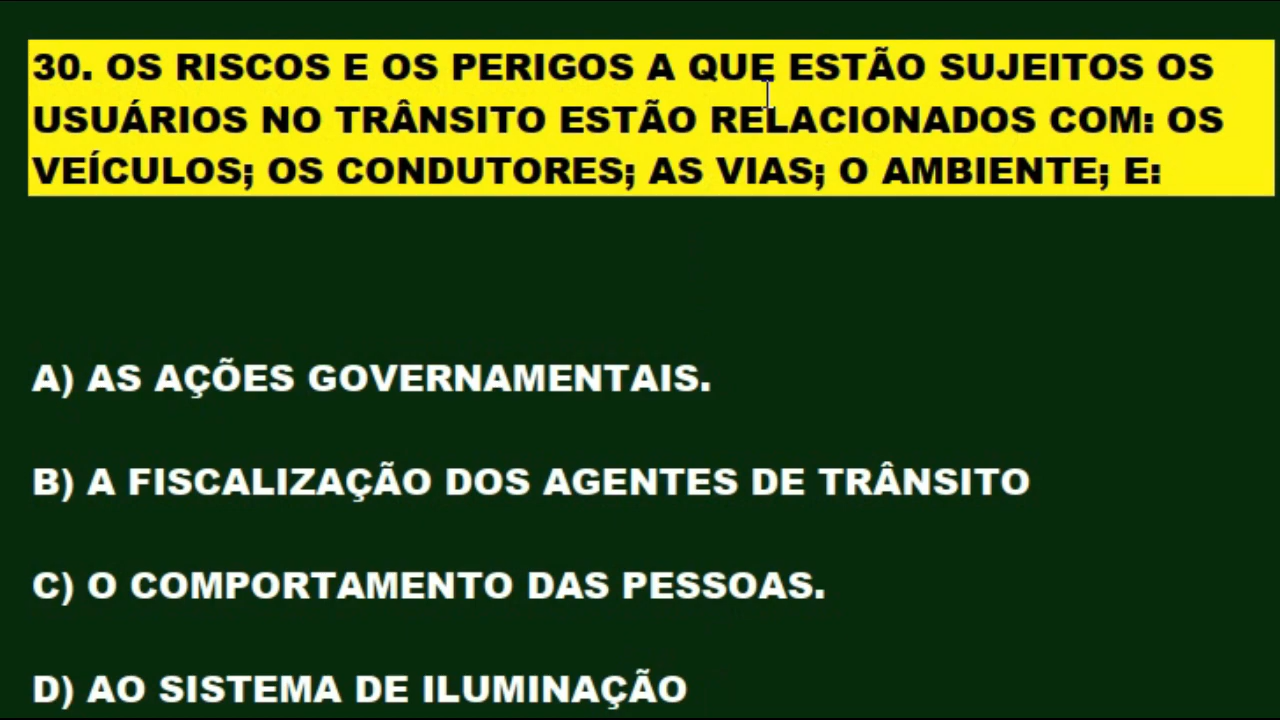 30. OS RISCOS E OS PERIGOS A QUE ESTÃO SUJEITOS OS
USUÁRIOS NO TRÂNSITO ESTÃO RELACIONADOS COM: OS
VEÍCULOS; OS CONDUTORES; AS VIAS; O AMBIENTE; E:
A) AS AÇÕES GOVERNAMENTAIS.
B) A FISCALIZAÇÃO DOS AGENTES DE TRÂNSITO
C) O COMPORTAMENTO DAS PESSOAS.
D) AO SISTEMA DE ILUMINAÇÃO